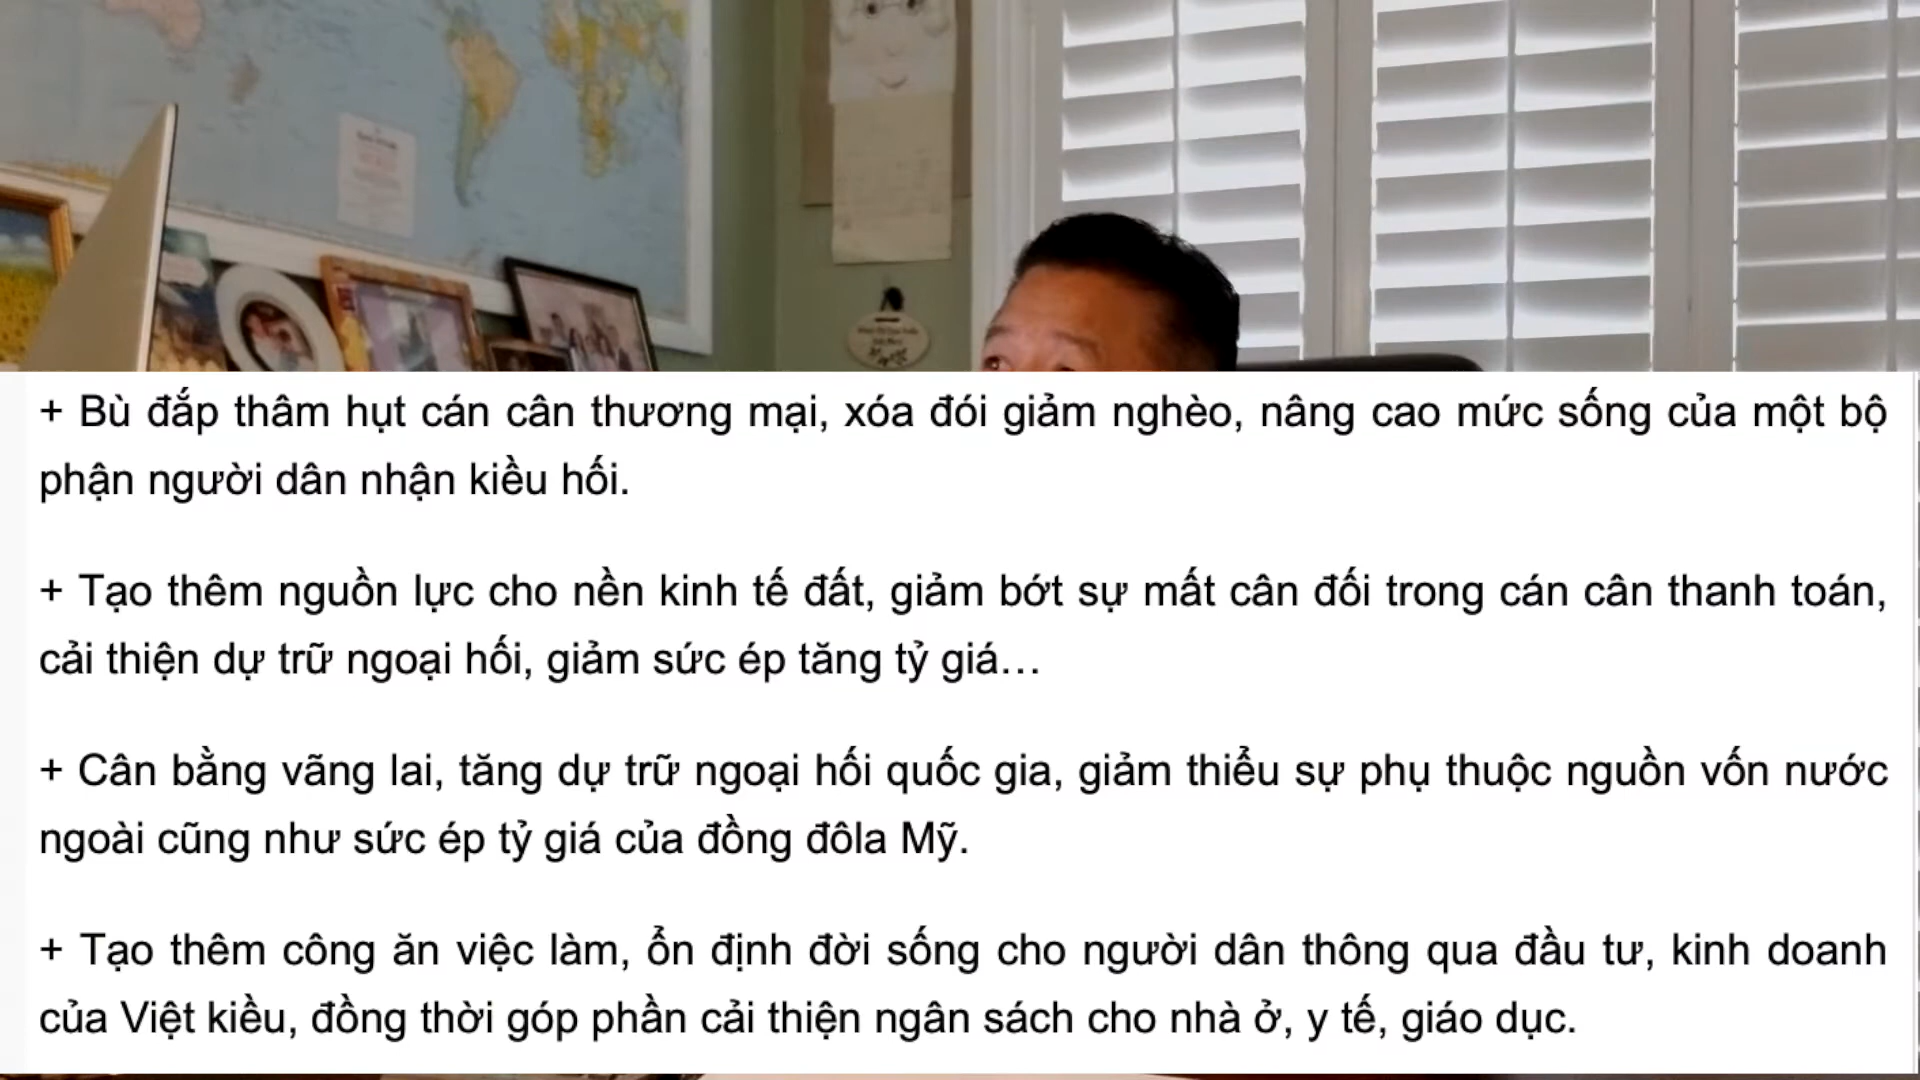 + Bù đắp thâm hụt cán cân thương mại, xóa đói giảm nghèo, nâng cao mức sống của một bộ
phận người dân nhận kiều hối.
+ Tạo thêm nguồn lực cho nền kinh tế đất, giảm bớt sự mất cân đối trong cán cân thanh toán,
cải thiện dự trữ ngoại hối, giảm sức ép tăng tỷ giá…
+ Cân bằng vãng lai, tăng dự trữ ngoại hối quốc gia, giảm thiểu sự phụ thuộc nguồn vốn nước
ngoài cũng như sức ép tỷ giá của đồng đôla Mỹ.
+ Tạo thêm công ăn việc làm, ổn định đời sống cho người dân thông qua đầu tư, kinh doanh
của Việt kiều, đồng thời góp phần cải thiện ngân sách cho nhà ở, y tế, giáo dục.